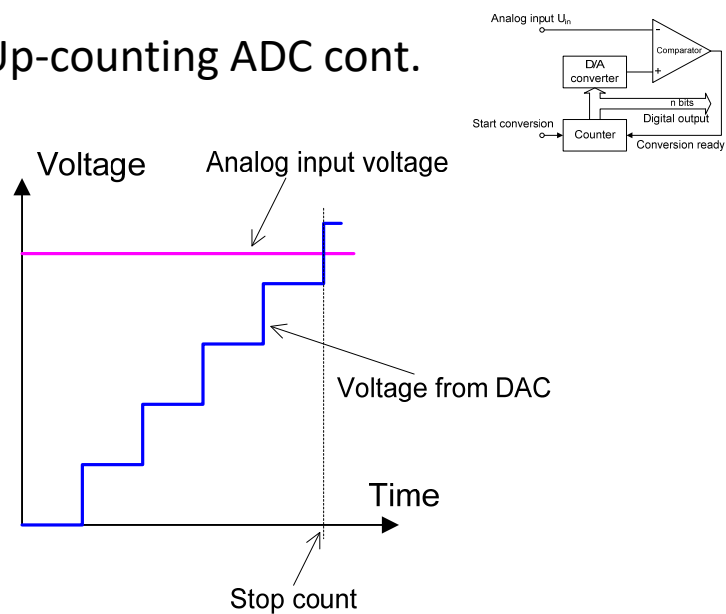 Up-counting ADC cont.
Analog input Uin
Comparator
-
+
D/A
converter
n bits
Digital output
Start conversion
Counter
Conversion ready
Voltage
Analog input voltage
Voltage from DAC
Time
Stop count